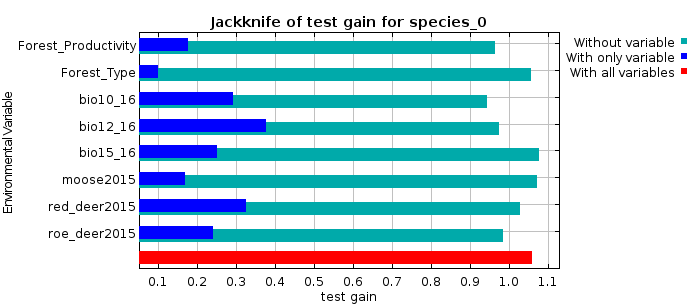 Jackknife of test gain for species_0
Forest_Productivity
Forest_Type
bio10_16
bio12_16
bio15_16
moose2015
red_deer2015
roe_deer2015
Environmental Variable
0.1 0.2 0.3 0.4 0.5 0.6 0.7 0.8 0.9 1.0 1.1
test gain
Without variable
With only variable
With all variables